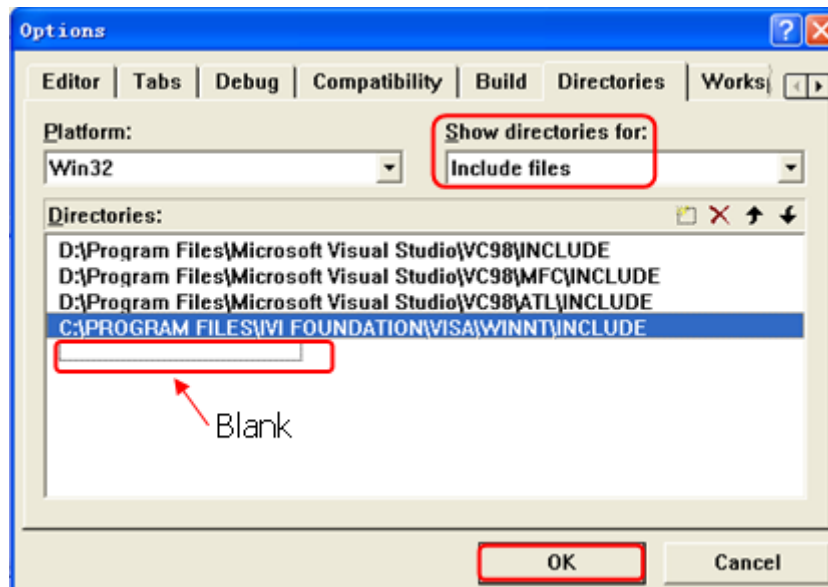 Options
Editor Tabs Debug Compatibility Build Directories Works
Platform: Show directories for:
Win32 Include files
Directories:
D:\Program Files\Microsoft Visual Studio\VC98\INCLUDE
D:\Program Files\Microsoft Visual Studio\VC98\MFC\INCLUDE
D:\Program Files\Microsoft Visual Studio\VC98\ATL\INCLUDE
C:\PROGRAM FILES\IVI FOUNDATION\VISA\WINNT\INCLUDE
Blank
OK Cancel